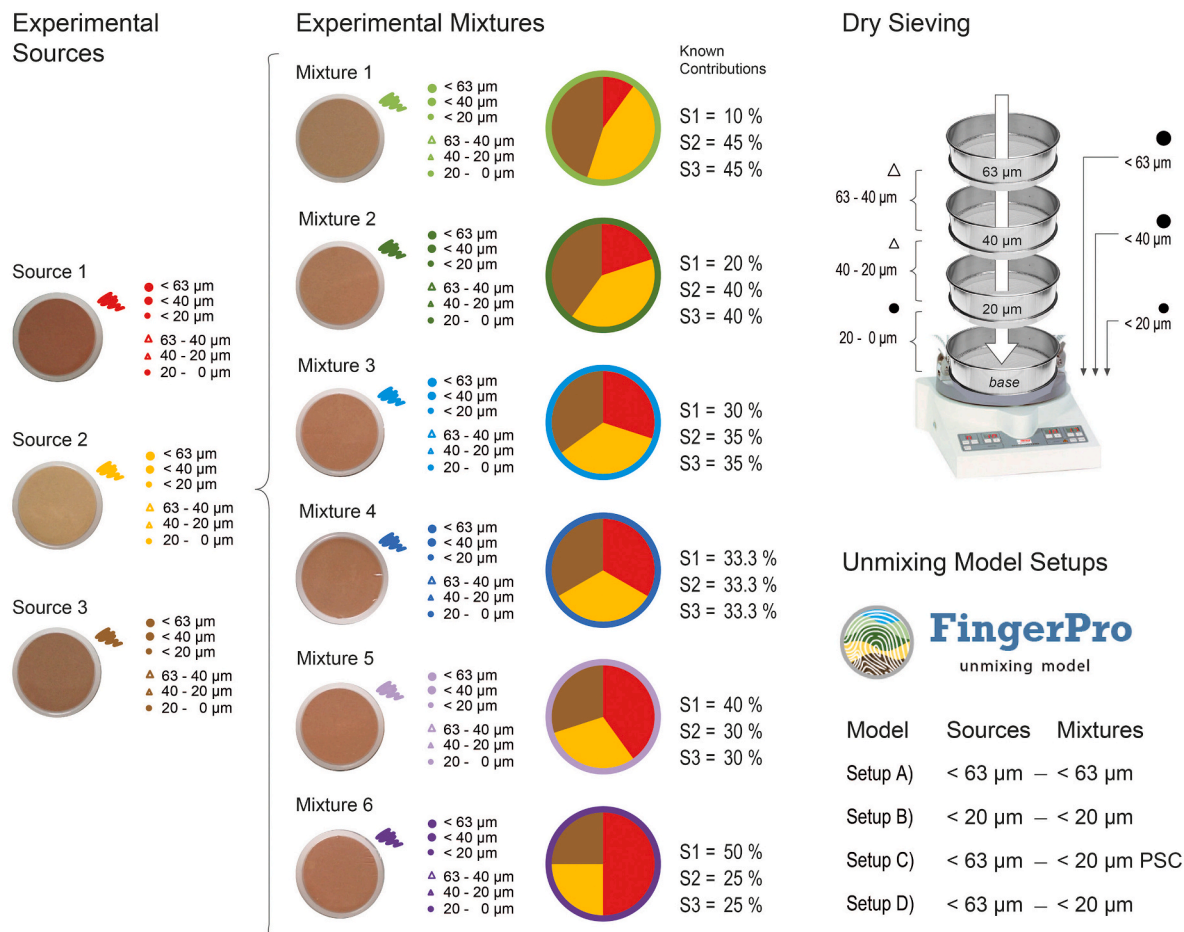 Experimental
Sources
Source 1
< 63 µm
< 40 µm
< 20 µm
63 - 40 µm
40 - 20 µm
20 - 0 µm
Source 2
< 63 µm
< 40 µm
< 20 µm
63 - 40 µm
40 - 20 µm
20 - 0 µm
Source 3
< 63 µm
< 40 µm
< 20 µm
63 - 40 µm
40 - 20 µm
20 - 0 µm
Experimental Mixtures
Known
Contributions
Mixture 1
< 63 µm
< 40 µm
< 20 µm
63 - 40 µm
40 - 20 µm
20 - 0 µm
S1 = 10 %
S2 = 45 %
S3 = 45 %
Mixture 2
< 63 µm
< 40 µm
< 20 µm
63 - 40 µm
40 - 20 µm
20 - 0 µm
S1 = 20 %
S2 = 40 %
S3 = 40 %
Mixture 3
< 63 µm
< 40 µm
< 20 µm
63 - 40 µm
40 - 20 µm
20 - 0 µm
S1 = 30 %
S2 = 35 %
S3 = 35 %
Mixture 4
< 63 µm
< 40 µm
< 20 µm
63 - 40 µm
40 - 20 µm
20 - 0 µm
S1 = 33.3 %
S2 = 33.3 %
S3 = 33.3 %
Mixture 5
< 63 µm
< 40 µm
< 20 µm
63 - 40 µm
40 - 20 µm
20 - 0 µm
S1 = 40 %
S2 = 30 %
S3 = 30 %
Mixture 6
< 63 µm
< 40 µm
< 20 µm
63 - 40 µm
40 - 20 µm
20 - 0 µm
S1 = 50 %
S2 = 25 %
S3 = 25 %
Dry Sieving
63 µm
40 µm
20 µm
base
63 - 40 µm
40 - 20 µm
20 - 0 µm
< 63 µm
< 40 µm
< 20 µm
Unmixing Model Setups
FingerPro
unmixing model
Model Sources Mixtures
Setup A) < 63 µm – < 63 µm
Setup B) < 20 µm – < 20 µm
Setup C) < 63 µm – < 20 µm PSC
Setup D) < 63 µm – < 20 µm